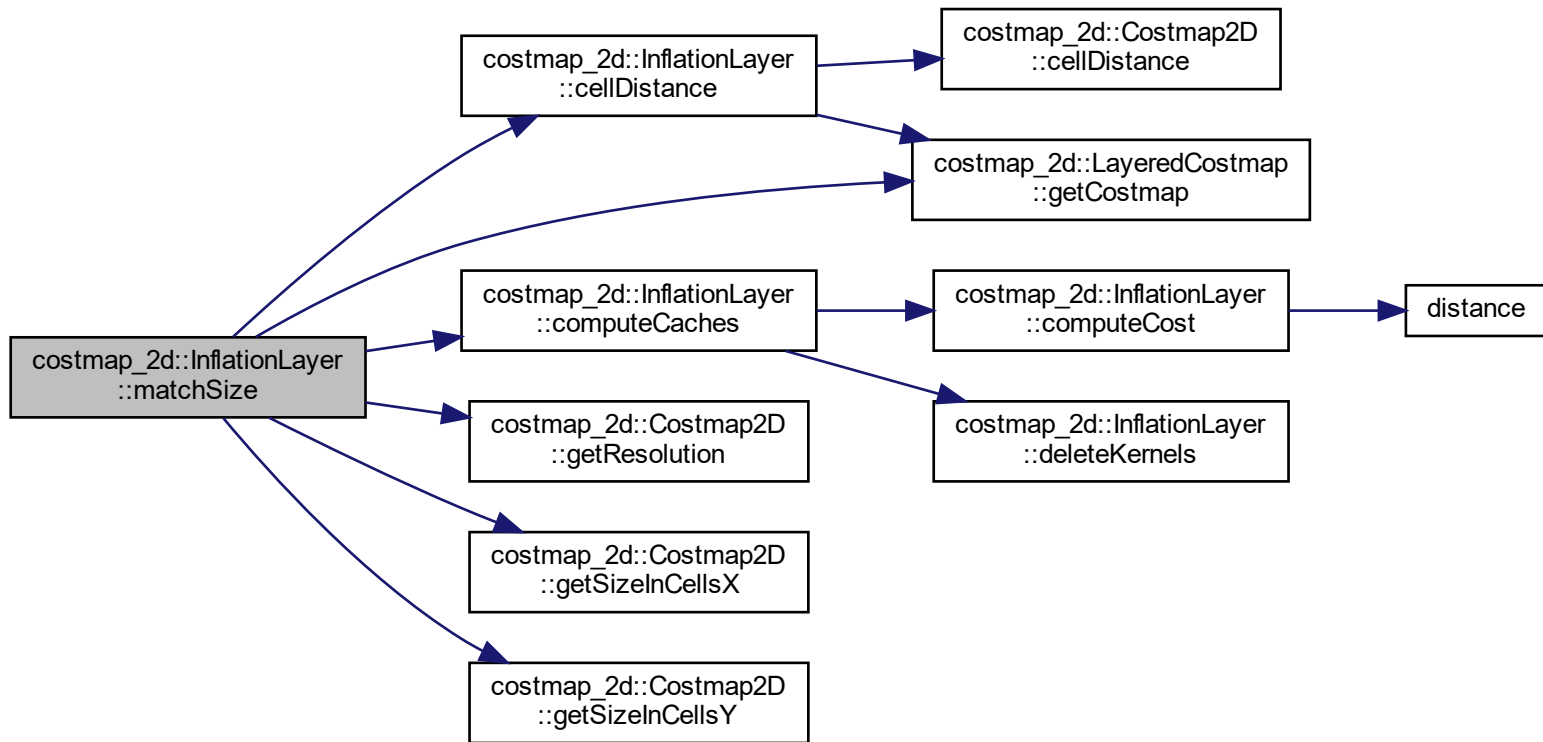 costmap_2d::InflationLayer
::matchSize
costmap_2d::InflationLayer
::cellDistance
costmap_2d::Costmap2D
::cellDistance
costmap_2d::LayeredCostmap
::getCostmap
costmap_2d::InflationLayer
::computeCaches
costmap_2d::InflationLayer
::computeCost
distance
costmap_2d::InflationLayer
::deleteKernels
costmap_2d::Costmap2D
::getResolution
costmap_2d::Costmap2D
::getSizeInCellsX
costmap_2d::Costmap2D
::getSizeInCellsY